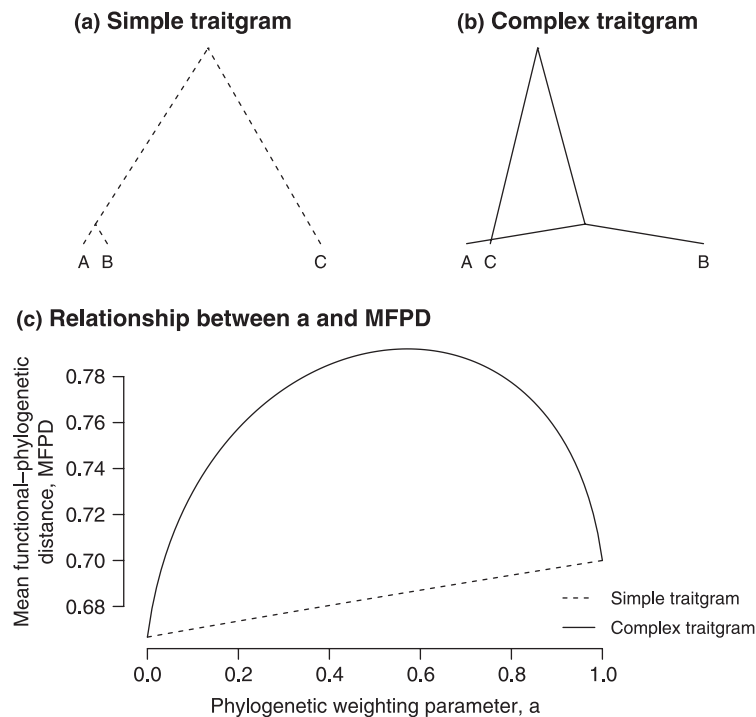 (a) Simple traitgram
(b) Complex traitgram
A B C
A C B
(c) Relationship between a and MFPD
Mean functional–phylogenetic
distance, MFPD
0.78
0.76
0.74
0.72
0.70
0.68
0.0 0.2 0.4 0.6 0.8 1.0
Phylogenetic weighting parameter, a
Simple traitgram
Complex traitgram